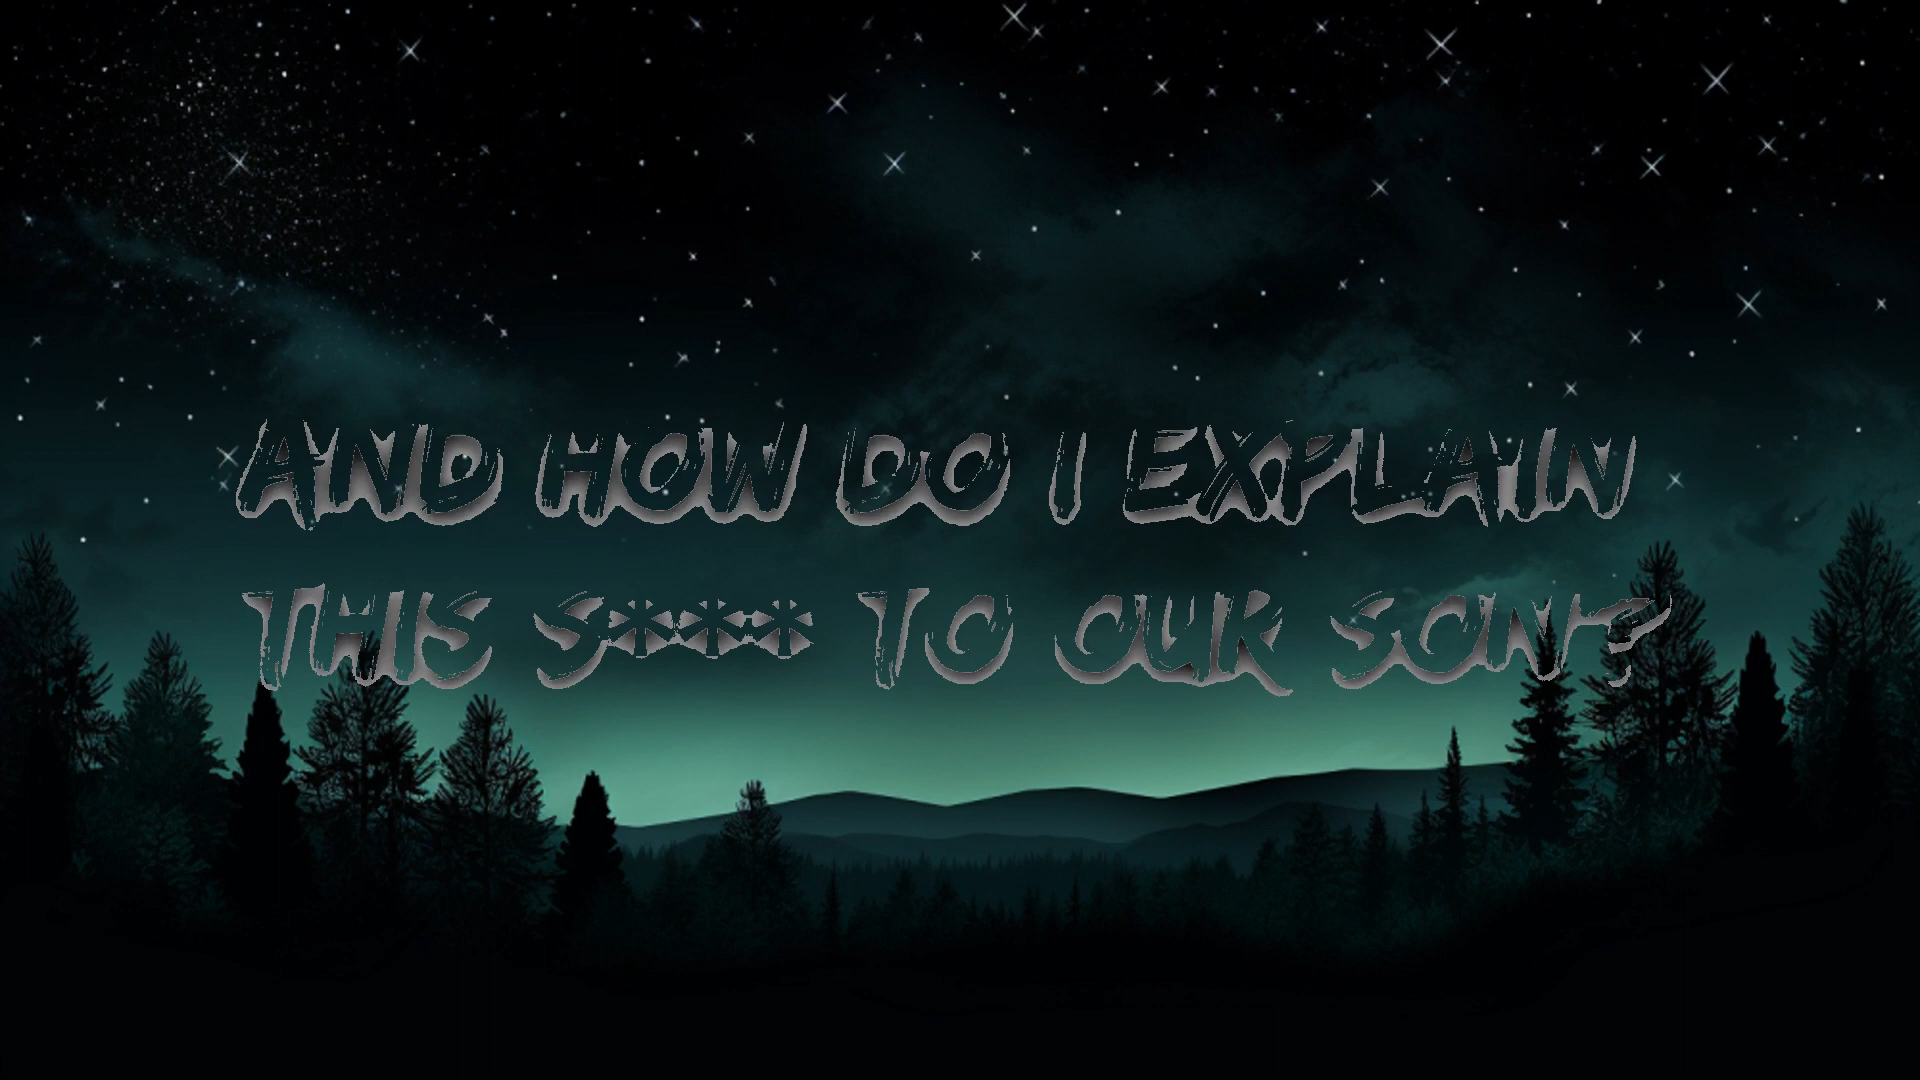 AND HOW DO I EXPLAIN
THIS S*** TO OUR SON?